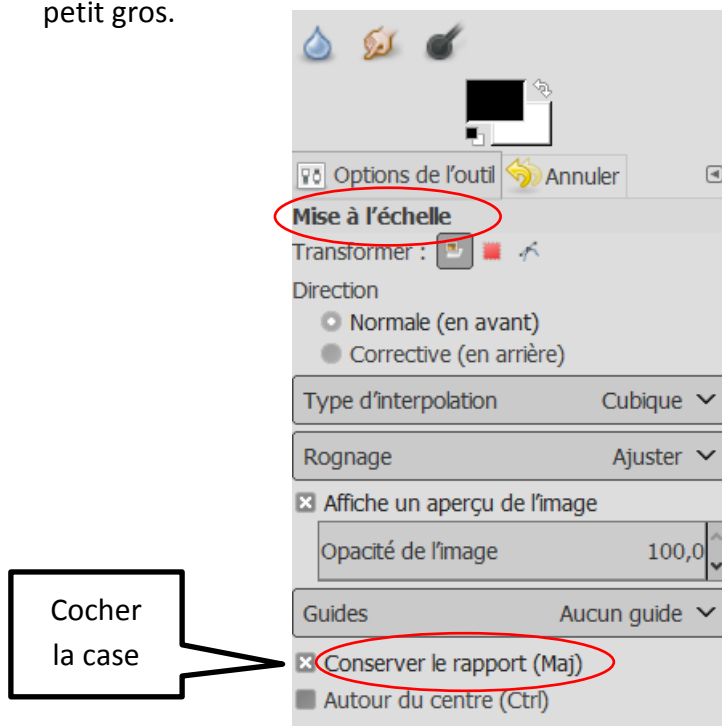 petit gros.
Options de l'outil Annuler
Mise à l'échelle
Transformer :
Direction
Normale (en avant)
Corrective (en arrière)
Type d'interpolation Cubique
Rognage Ajuster
Affiche un aperçu de l'image
Opacité de l'image 100,0
Guides Aucun guide
Cocher
la case
Conserver le rapport (Maj)
Autour du centre (Ctrl)